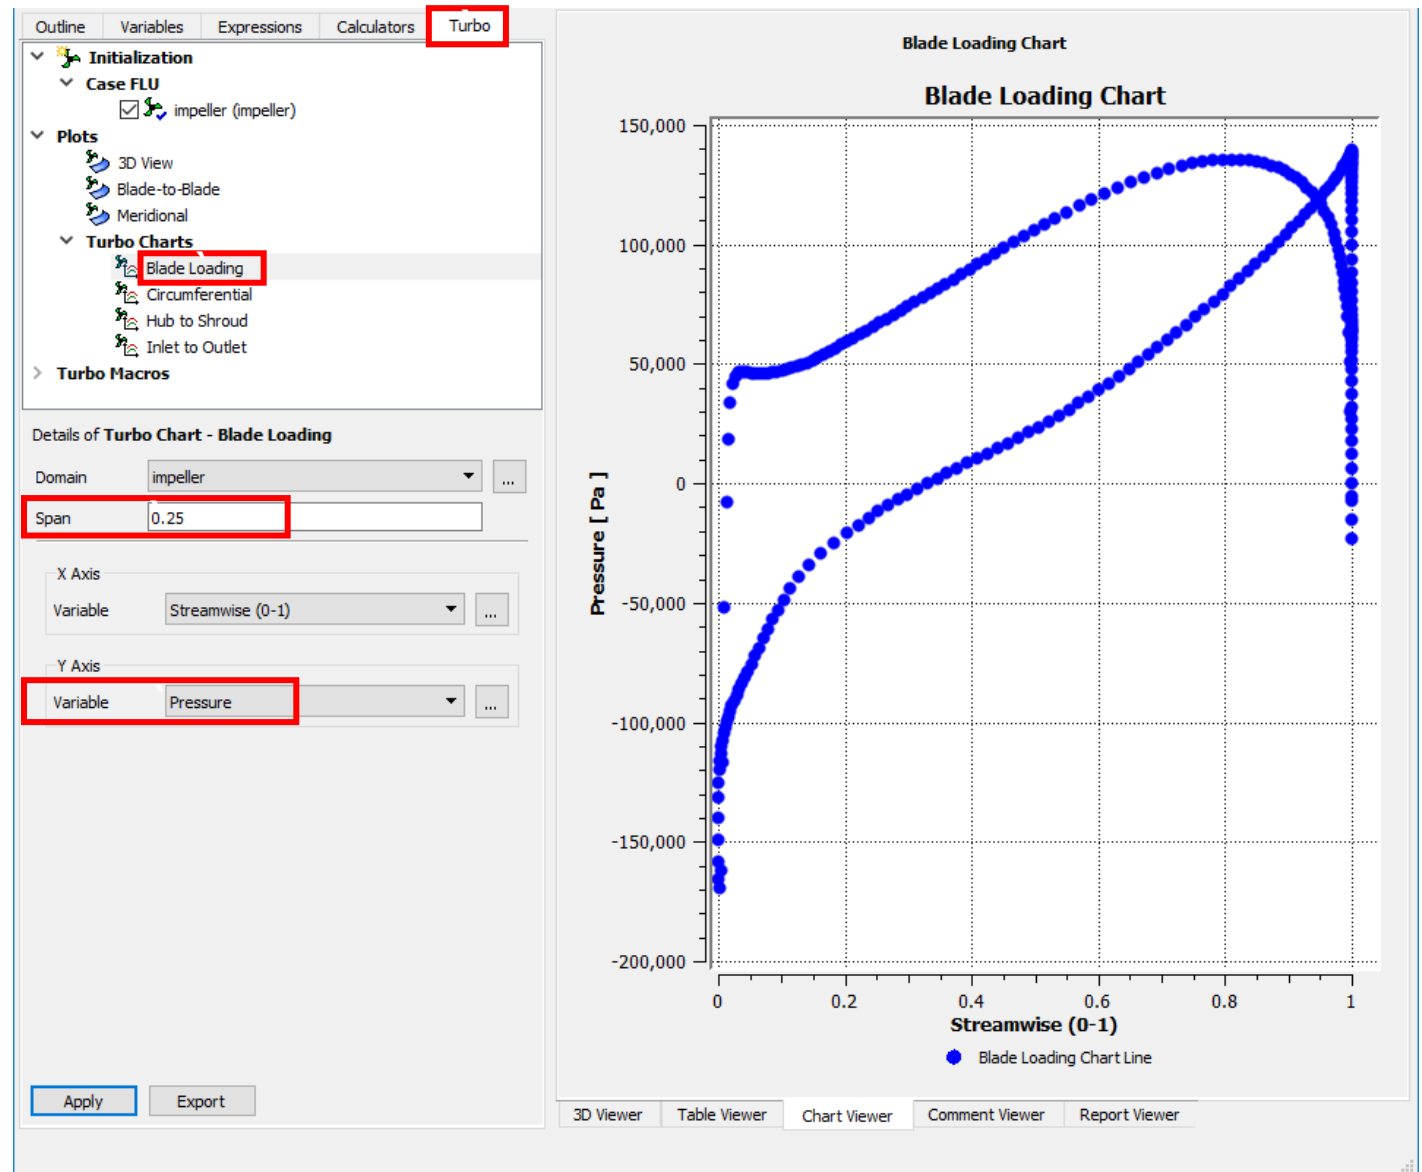 Outline Variables Expressions Calculators Turbo
Initialization
Case FLU
impeller (impeller)
Plots
3D View
Blade-to-Blade
Meridional
Turbo Charts
Blade Loading
Circumferential
Hub to Shroud
Inlet to Outlet
Turbo Macros
Details of Turbo Chart - Blade Loading
Domain impeller ...
Span 0.25
X Axis
Variable Streamwise (0-1) ...
Y Axis
Variable Pressure ...
Apply Export
Blade Loading Chart
Blade Loading Chart
150,000
100,000
50,000
0
-50,000
-100,000
-150,000
-200,000
Pressure [ Pa ]
0 0.2 0.4 0.6 0.8 1
Streamwise (0-1)
Blade Loading Chart Line
3D Viewer Table Viewer Chart Viewer Comment Viewer Report Viewer